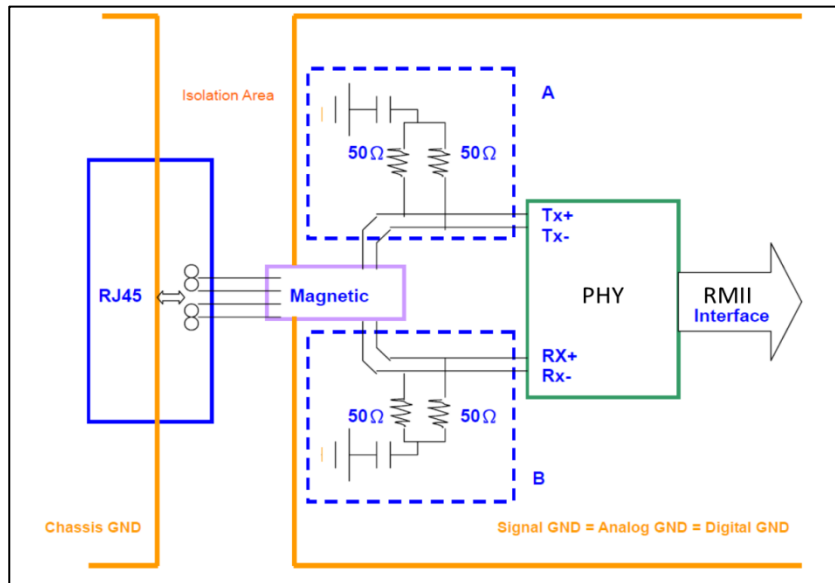 Isolation Area
A
50Ω
50Ω
Tx+
Tx-
RJ45
Magnetic
PHY
RMII
Interface
RX+
Rx-
50Ω
50Ω
B
Chassis GND
Signal GND = Analog GND = Digital GND